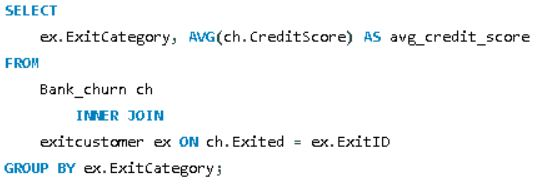 SELECT
ex.ExitCategory, AVG(ch.CreditScore) AS avg_credit_score
FROM
Bank_churn ch
INNER JOIN
exitcustomer ex ON ch.Exited = ex.ExitID
GROUP BY ex.ExitCategory;